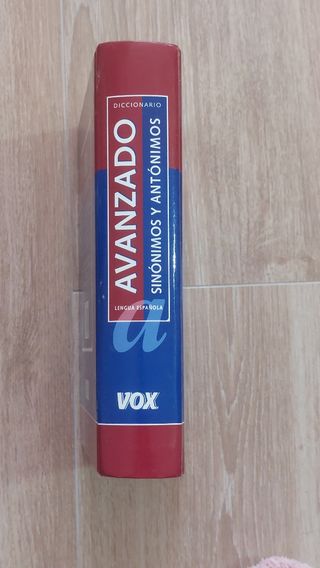 DICCIONARIO
AVANZADO
SINÓNIMOS Y ANTÓNIMOS
LENGUA ESPAÑOLA
a
VOX